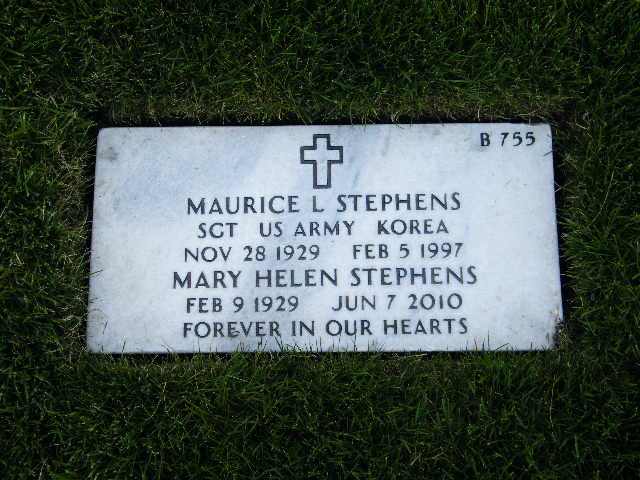 B 755
MAURICE L STEPHENS
SGT US ARMY KOREA
NOV 28 1929 FEB 5 1997
MARY HELEN STEPHENS
FEB 9 1929 JUN 7 2010
FOREVER IN OUR HEARTS